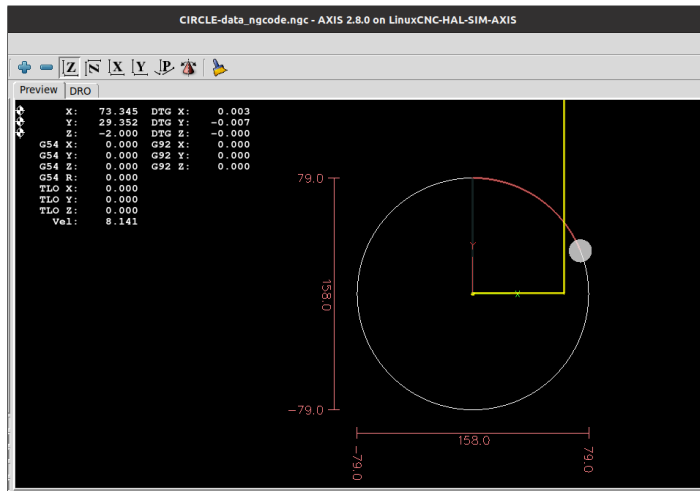 CIRCLE-data_ngcode.ngc - AXIS 2.8.0 on LinuxCNC-HAL-SIM-AXIS
Z N X Y P
Preview DRO
X: 73.345 DTG X: 0.003
Y: 29.352 DTG Y: -0.007
Z: -2.000 DTG Z: -0.000
G54 X: 0.000 G92 X: 0.000
G54 Y: 0.000 G92 Y: 0.000
G54 Z: 0.000 G92 Z: 0.000
G54 R: 0.000
TLO X: 0.000
TLO Y: 0.000
TLO Z: 0.000
Vel: 8.141
79.0
Y
158.0
X
-79.0
158.0
-79.0
79.0